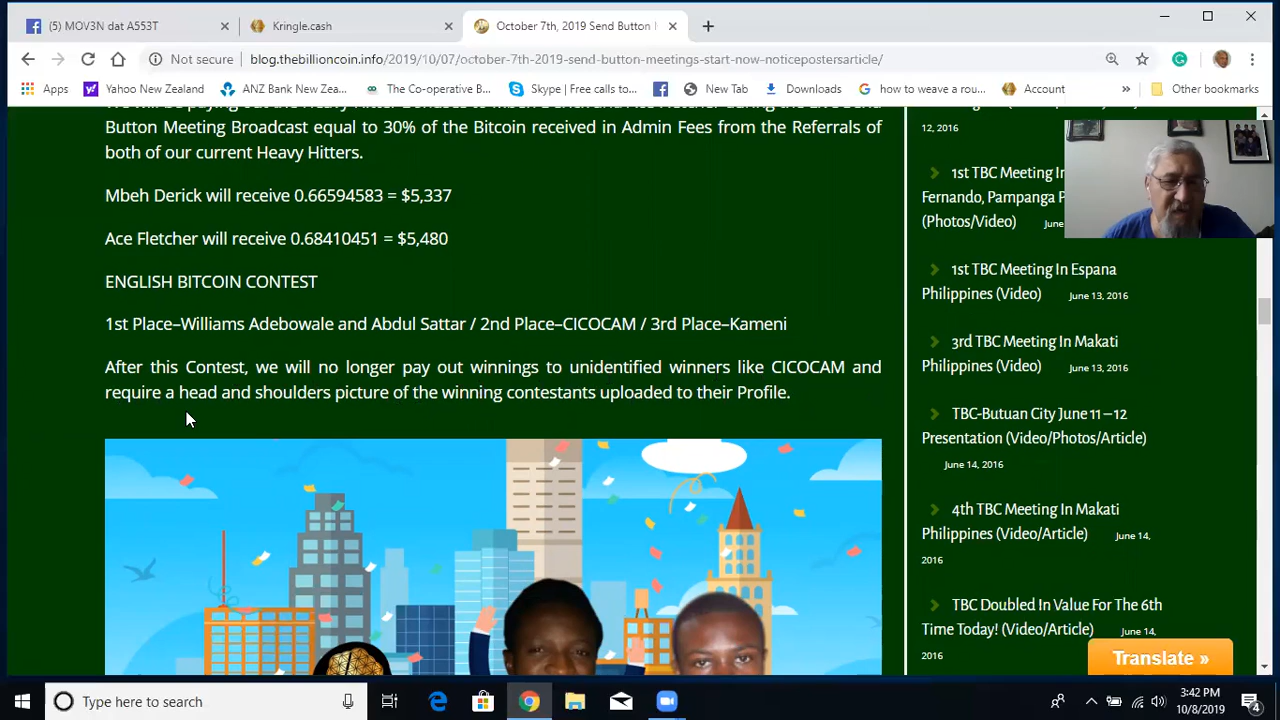 (5) MOV3N dat A553T
Kringle.cash
October 7th, 2019 Send Button
Not secure
blog.thebillioncoin.info/2019/10/07/october-7th-2019-send-button-meetings-start-now-noticepostersarticle/
Apps
Yahoo New Zealand
ANZ Bank New Zea...
The Co-operative B...
Skype | Free calls to...
New Tab
Downloads
how to weave a rou...
Account
»
Other bookmarks
Button Meeting Broadcast equal to 30% of the Bitcoin received in Admin Fees from the Referrals of
both of our current Heavy Hitters.
Mbeh Derick will receive 0.66594583 = $5,337
Ace Fletcher will receive 0.68410451 = $5,480
ENGLISH BITCOIN CONTEST
1st Place–Williams Adebowale and Abdul Sattar / 2nd Place–CICOCAM / 3rd Place–Kameni
After this Contest, we will no longer pay out winnings to unidentified winners like CICOCAM and
require a head and shoulders picture of the winning contestants uploaded to their Profile.
12, 2016
1st TBC Meeting In
Fernando, Pampanga P
(Photos/Video) June
1st TBC Meeting In Espana
Philippines (Video) June 13, 2016
3rd TBC Meeting In Makati
Philippines (Video) June 13, 2016
TBC-Butuan City June 11 – 12
Presentation (Video/Photos/Article)
June 14, 2016
4th TBC Meeting In Makati
Philippines (Video/Article) June 14,
2016
TBC Doubled In Value For The 6th
Time Today! (Video/Article) June 14,
2016
Translate »
Type here to search
3:42 PM
10/8/2019
4